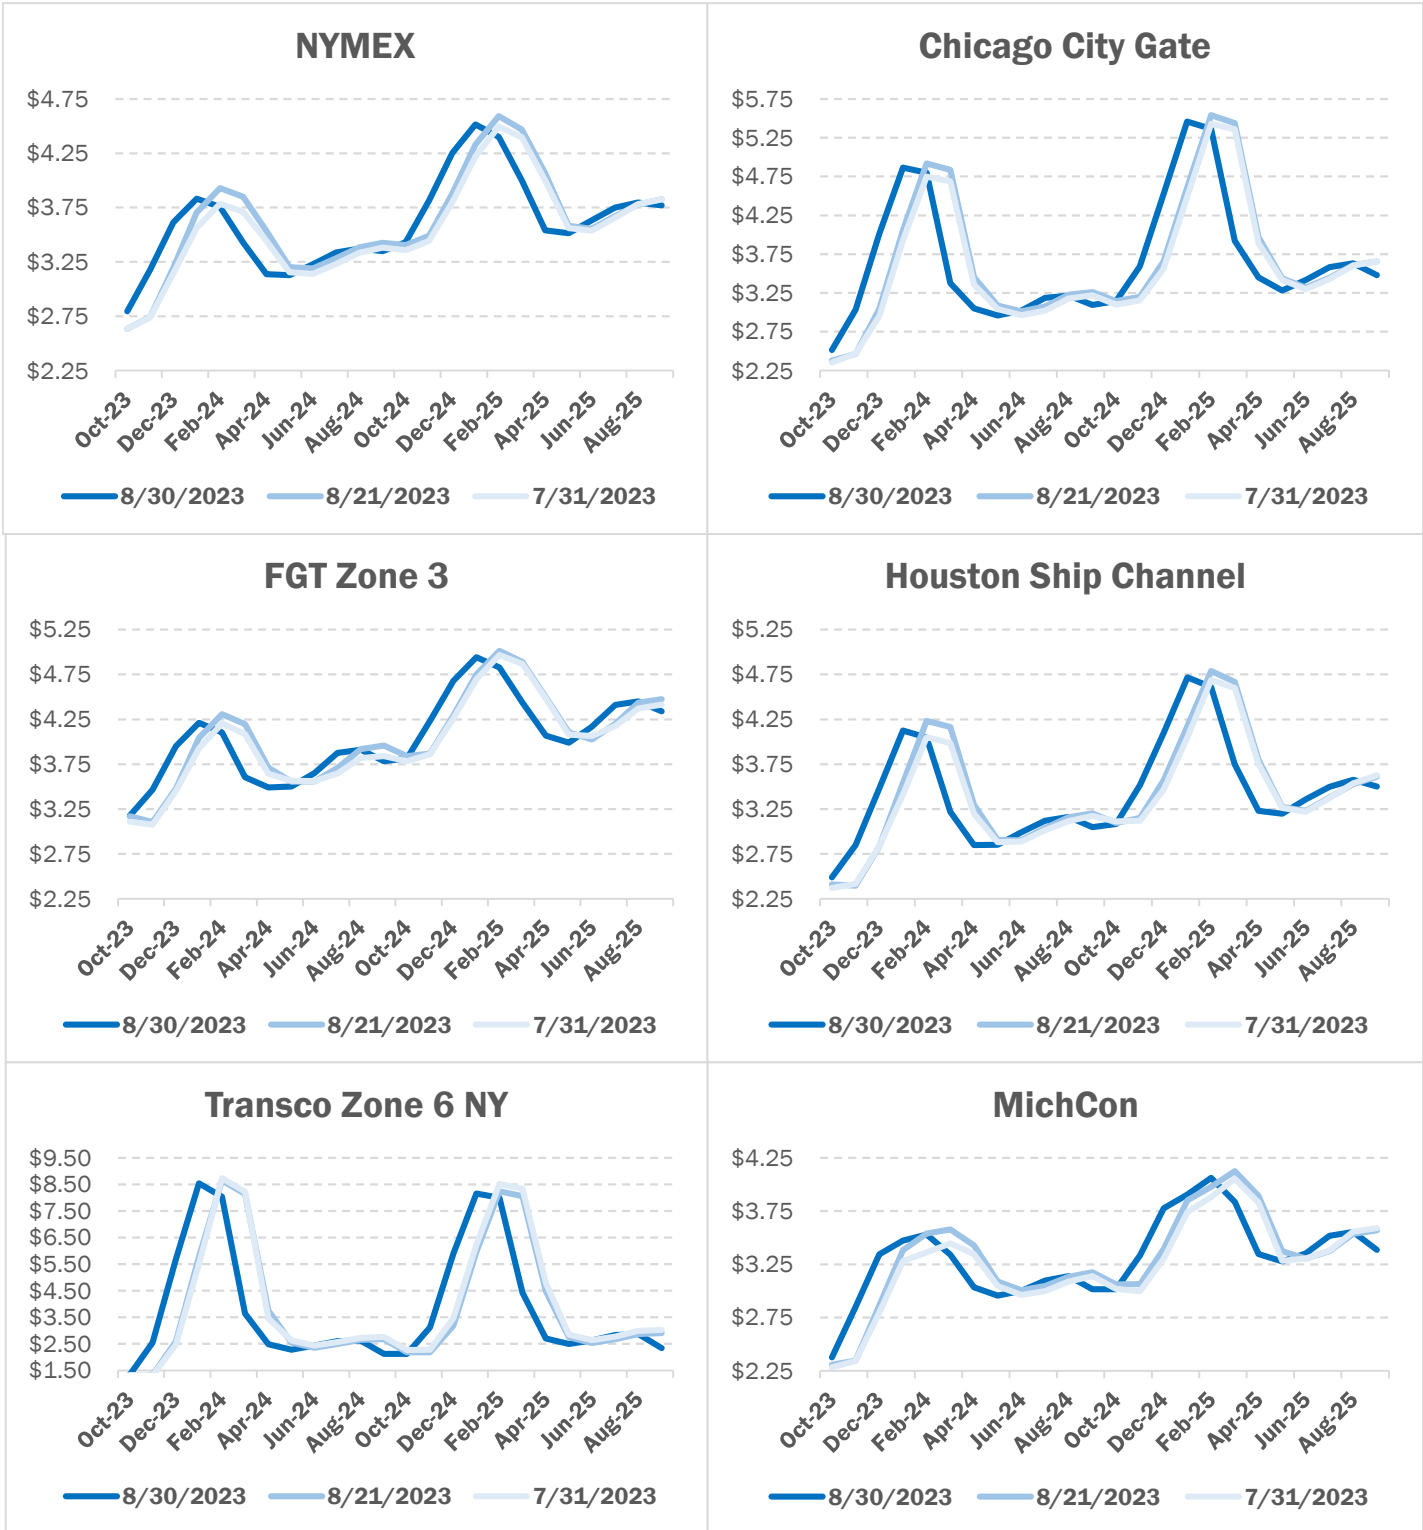 NYMEX
$4.75
$4.25
$3.75
$3.25
$2.75
$2.25
Oct-23 Dec-23 Feb-24 Apr-24 Jun-24 Aug-24 Oct-24 Dec-24 Feb-25 Apr-25 Jun-25 Aug-25
8/30/2023 8/21/2023 7/31/2023
Chicago City Gate
$5.75
$5.25
$4.75
$4.25
$3.75
$3.25
$2.75
$2.25
Oct-23 Dec-23 Feb-24 Apr-24 Jun-24 Aug-24 Oct-24 Dec-24 Feb-25 Apr-25 Jun-25 Aug-25
8/30/2023 8/21/2023 7/31/2023
FGT Zone 3
$5.25
$4.75
$4.25
$3.75
$3.25
$2.75
$2.25
Oct-23 Dec-23 Feb-24 Apr-24 Jun-24 Aug-24 Oct-24 Dec-24 Feb-25 Apr-25 Jun-25 Aug-25
8/30/2023 8/21/2023 7/31/2023
Houston Ship Channel
$5.25
$4.75
$4.25
$3.75
$3.25
$2.75
$2.25
Oct-23 Dec-23 Feb-24 Apr-24 Jun-24 Aug-24 Oct-24 Dec-24 Feb-25 Apr-25 Jun-25 Aug-25
8/30/2023 8/21/2023 7/31/2023
Transco Zone 6 NY
$9.50
$8.50
$7.50
$6.50
$5.50
$4.50
$3.50
$2.50
$1.50
Oct-23 Dec-23 Feb-24 Apr-24 Jun-24 Aug-24 Oct-24 Dec-24 Feb-25 Apr-25 Jun-25 Aug-25
8/30/2023 8/21/2023 7/31/2023
MichCon
$4.25
$3.75
$3.25
$2.75
$2.25
Oct-23 Dec-23 Feb-24 Apr-24 Jun-24 Aug-24 Oct-24 Dec-24 Feb-25 Apr-25 Jun-25 Aug-25
8/30/2023 8/21/2023 7/31/2023